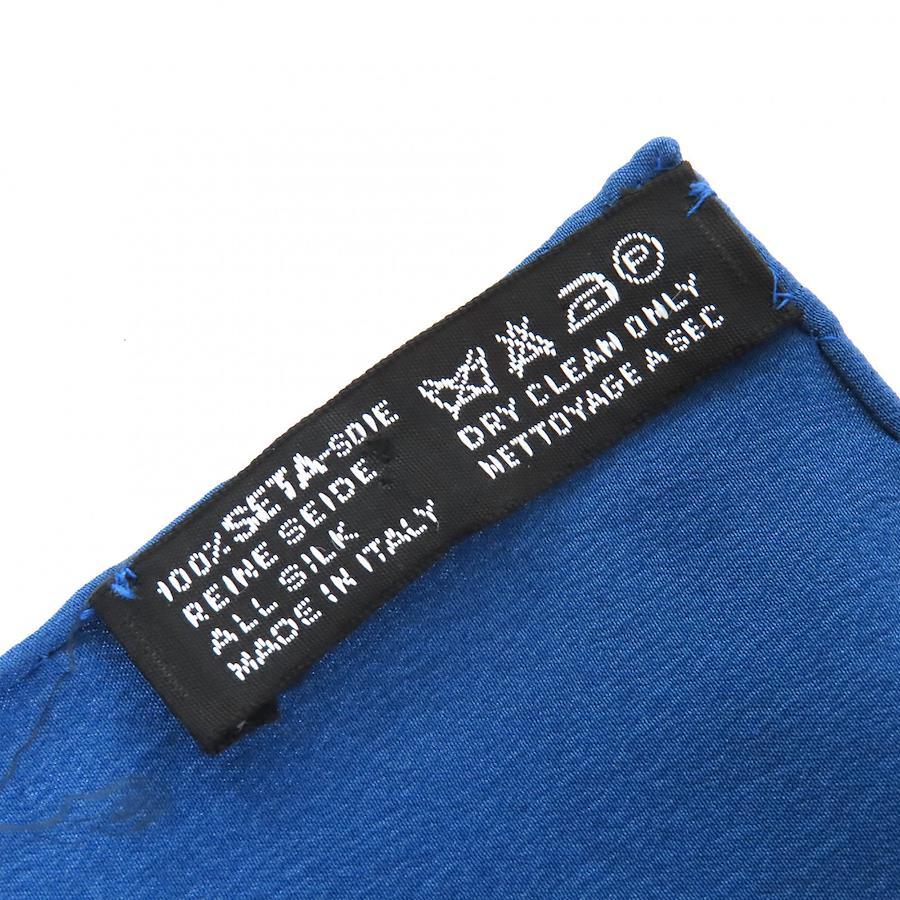 100% SETA-SOIE
REINE SEIDE
ALL SILK
MADE IN ITALY
P
DRY CLEAN ONLY
NETTOYAGE A SEC